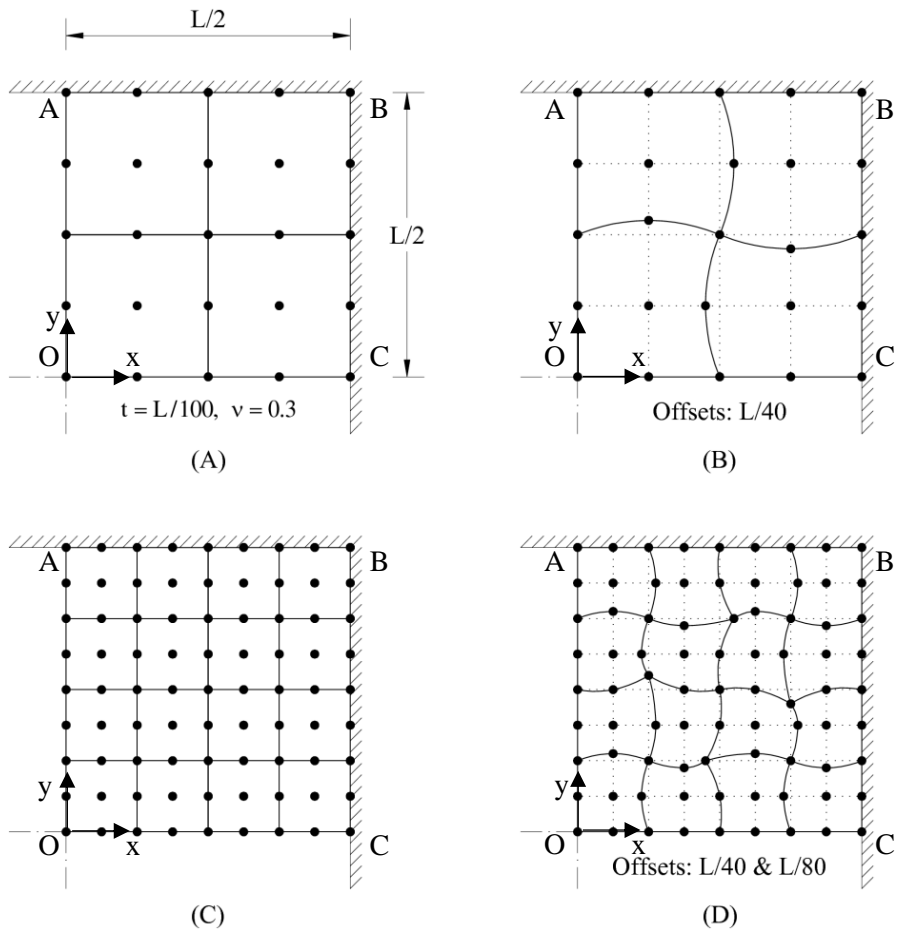 L/2
A
B
L/2
y
O
x
C
t = L/100, ν = 0.3
(A)
A
B
y
O
x
C
Offsets: L/40
(B)
A
B
y
O
x
C
(C)
A
B
y
O
x
C
Offsets: L/40 & L/80
(D)